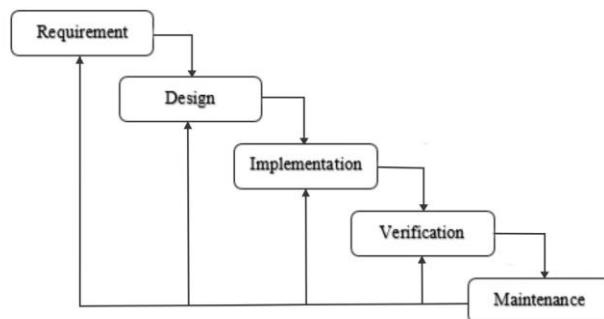 Requirement
Design
Implementation
Verification
Maintenance